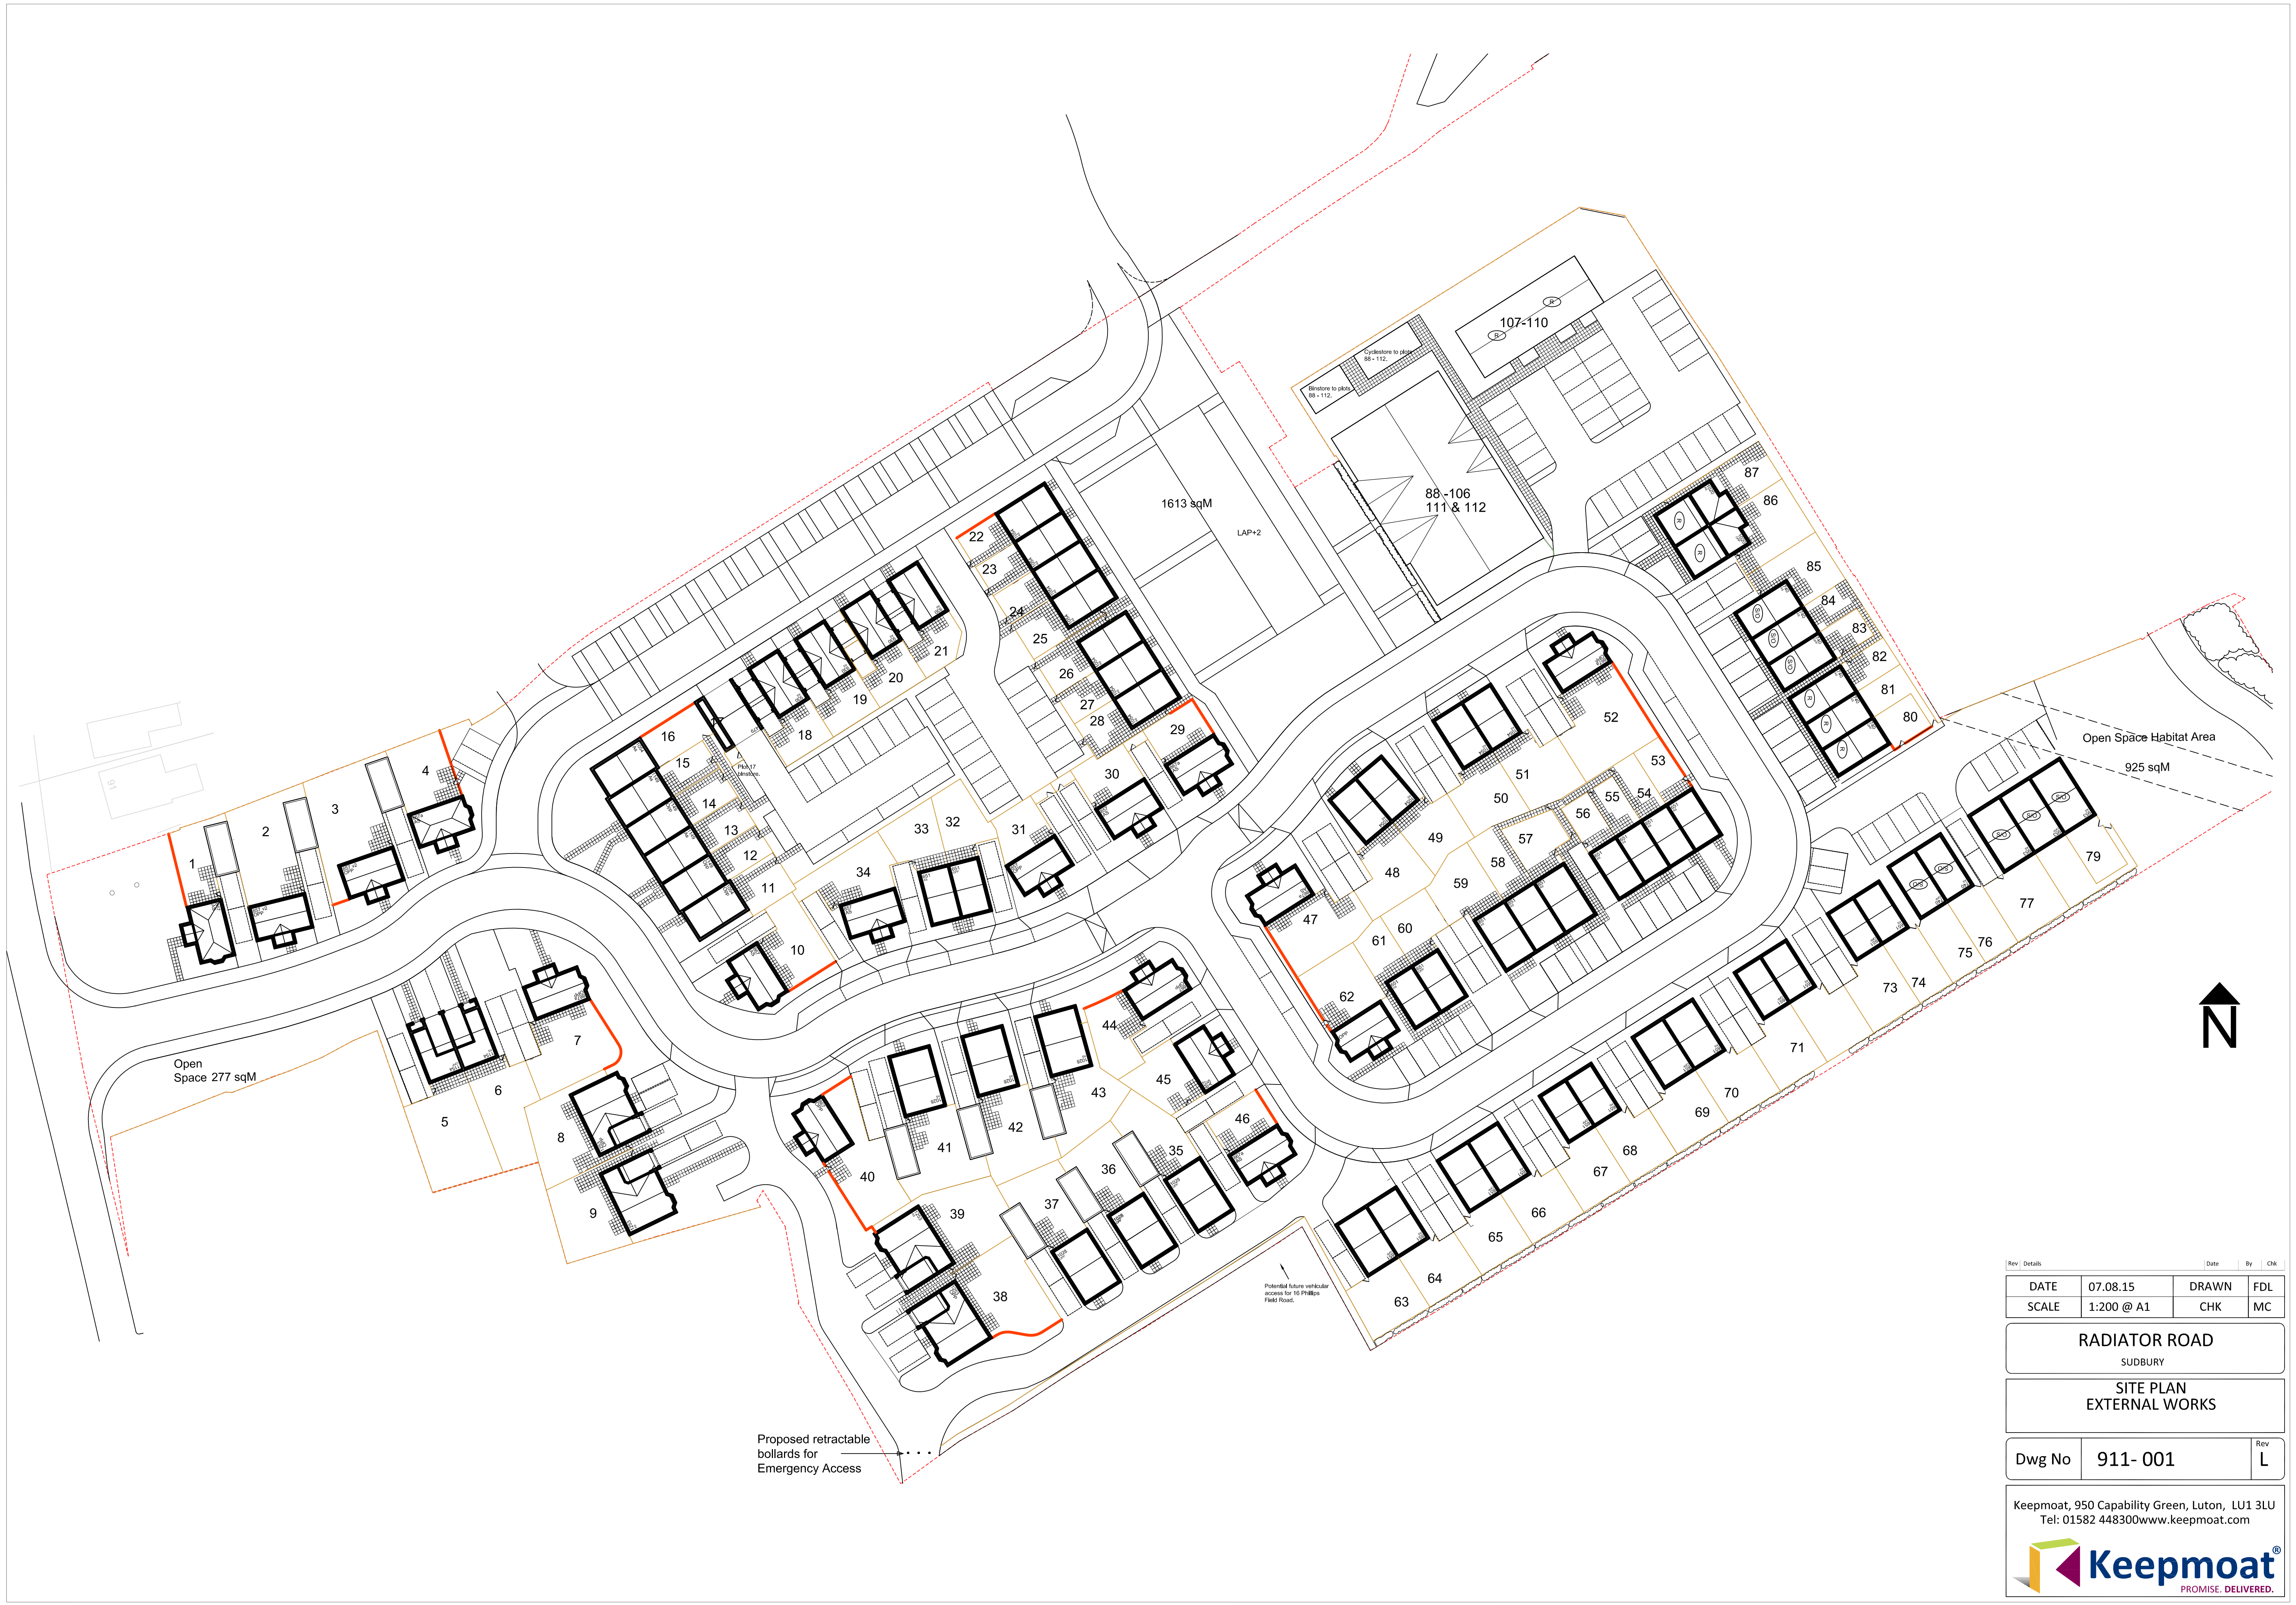 107-110
Cyclestore to plots
88 - 112.
Binstore to plots
88 - 112.
88 -106
111 & 112
1613 sqM
LAP+2
87
86
85
84
83
82
81
80
22
23
24
25
26
27
28
29
30
31
32
33
34
21
20
19
18
17
16
15
Plot 17
binstore.
14
13
12
11
10
4
3
2
1
52
53
51
50
54
55
56
57
49
58
48
59
47
60
61
62
Open Space Habitat Area
925 sqM
79
77
76
75
74
73
71
70
69
68
67
66
65
64
63
Open
Space 277 sqM
7
6
5
8
9
44
45
43
42
41
40
46
35
36
37
39
38
Potential future vehicular
access for 16 Phillips
Field Road.
Proposed retractable
bollards for
Emergency Access
N
Rev Details Date By Chk
DATE 07.08.15 DRAWN FDL
SCALE 1:200 @ A1 CHK MC
RADIATOR ROAD
SUDBURY
SITE PLAN
EXTERNAL WORKS
Rev
Dwg No 911- 001 L
Keepmoat, 950 Capability Green, Luton, LU1 3LU
Tel: 01582 448300www.keepmoat.com
Keepmoat®
PROMISE. DELIVERED.